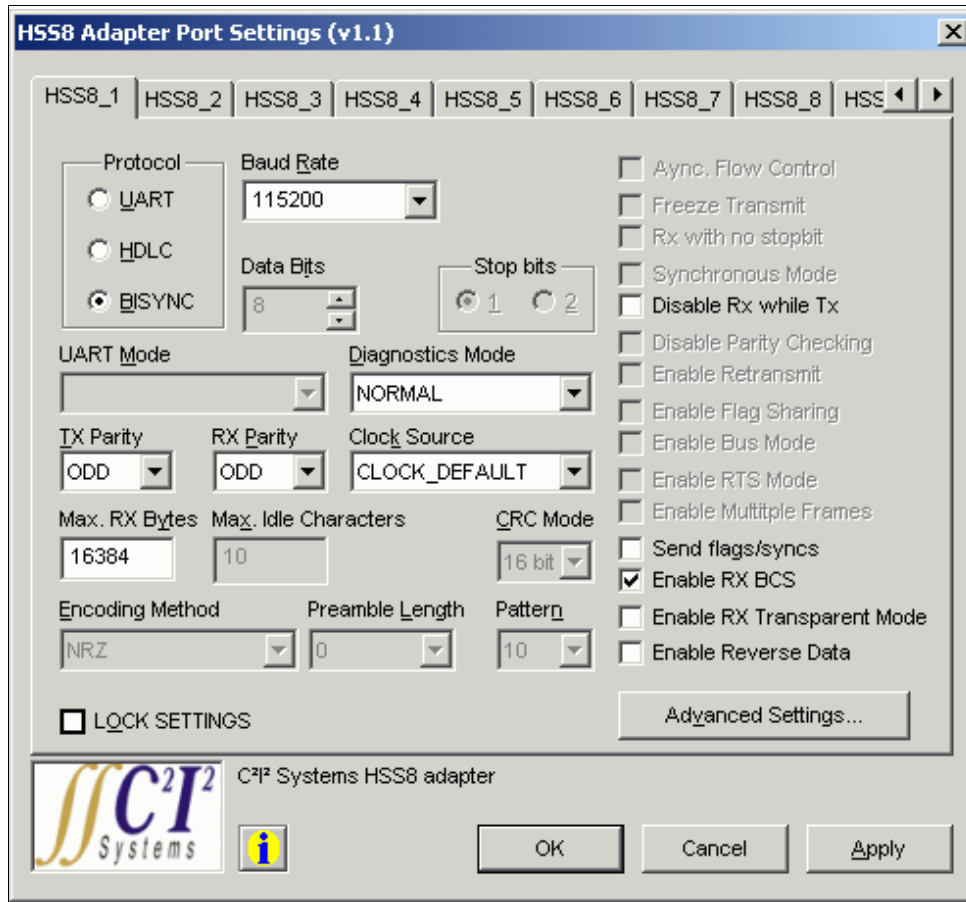 HSS8 Adapter Port Settings (v1.1)
HSS8_1 HSS8_2 HSS8_3 HSS8_4 HSS8_5 HSS8_6 HSS8_7 HSS8_8 HSS
Protocol
UART
HDLC
BISYNC
Baud Rate
115200
Data Bits
8
Stop bits
1 2
UART Mode
Diagnostics Mode
NORMAL
TX Parity
ODD
RX Parity
ODD
Clock Source
CLOCK_DEFAULT
Max. RX Bytes
16384
Max. Idle Characters
10
CRC Mode
16 bit
Encoding Method
NRZ
Preamble Length
0
Pattern
10
LOCK SETTINGS
Aync. Flow Control
Freeze Transmit
Rx with no stopbit
Synchronous Mode
Disable Rx while Tx
Disable Parity Checking
Enable Retransmit
Enable Flag Sharing
Enable Bus Mode
Enable RTS Mode
Enable Multitple Frames
Send flags/syncs
Enable RX BCS
Enable RX Transparent Mode
Enable Reverse Data
Advanced Settings...
C²I² Systems
C²I² Systems HSS8 adapter
i
OK
Cancel
Apply